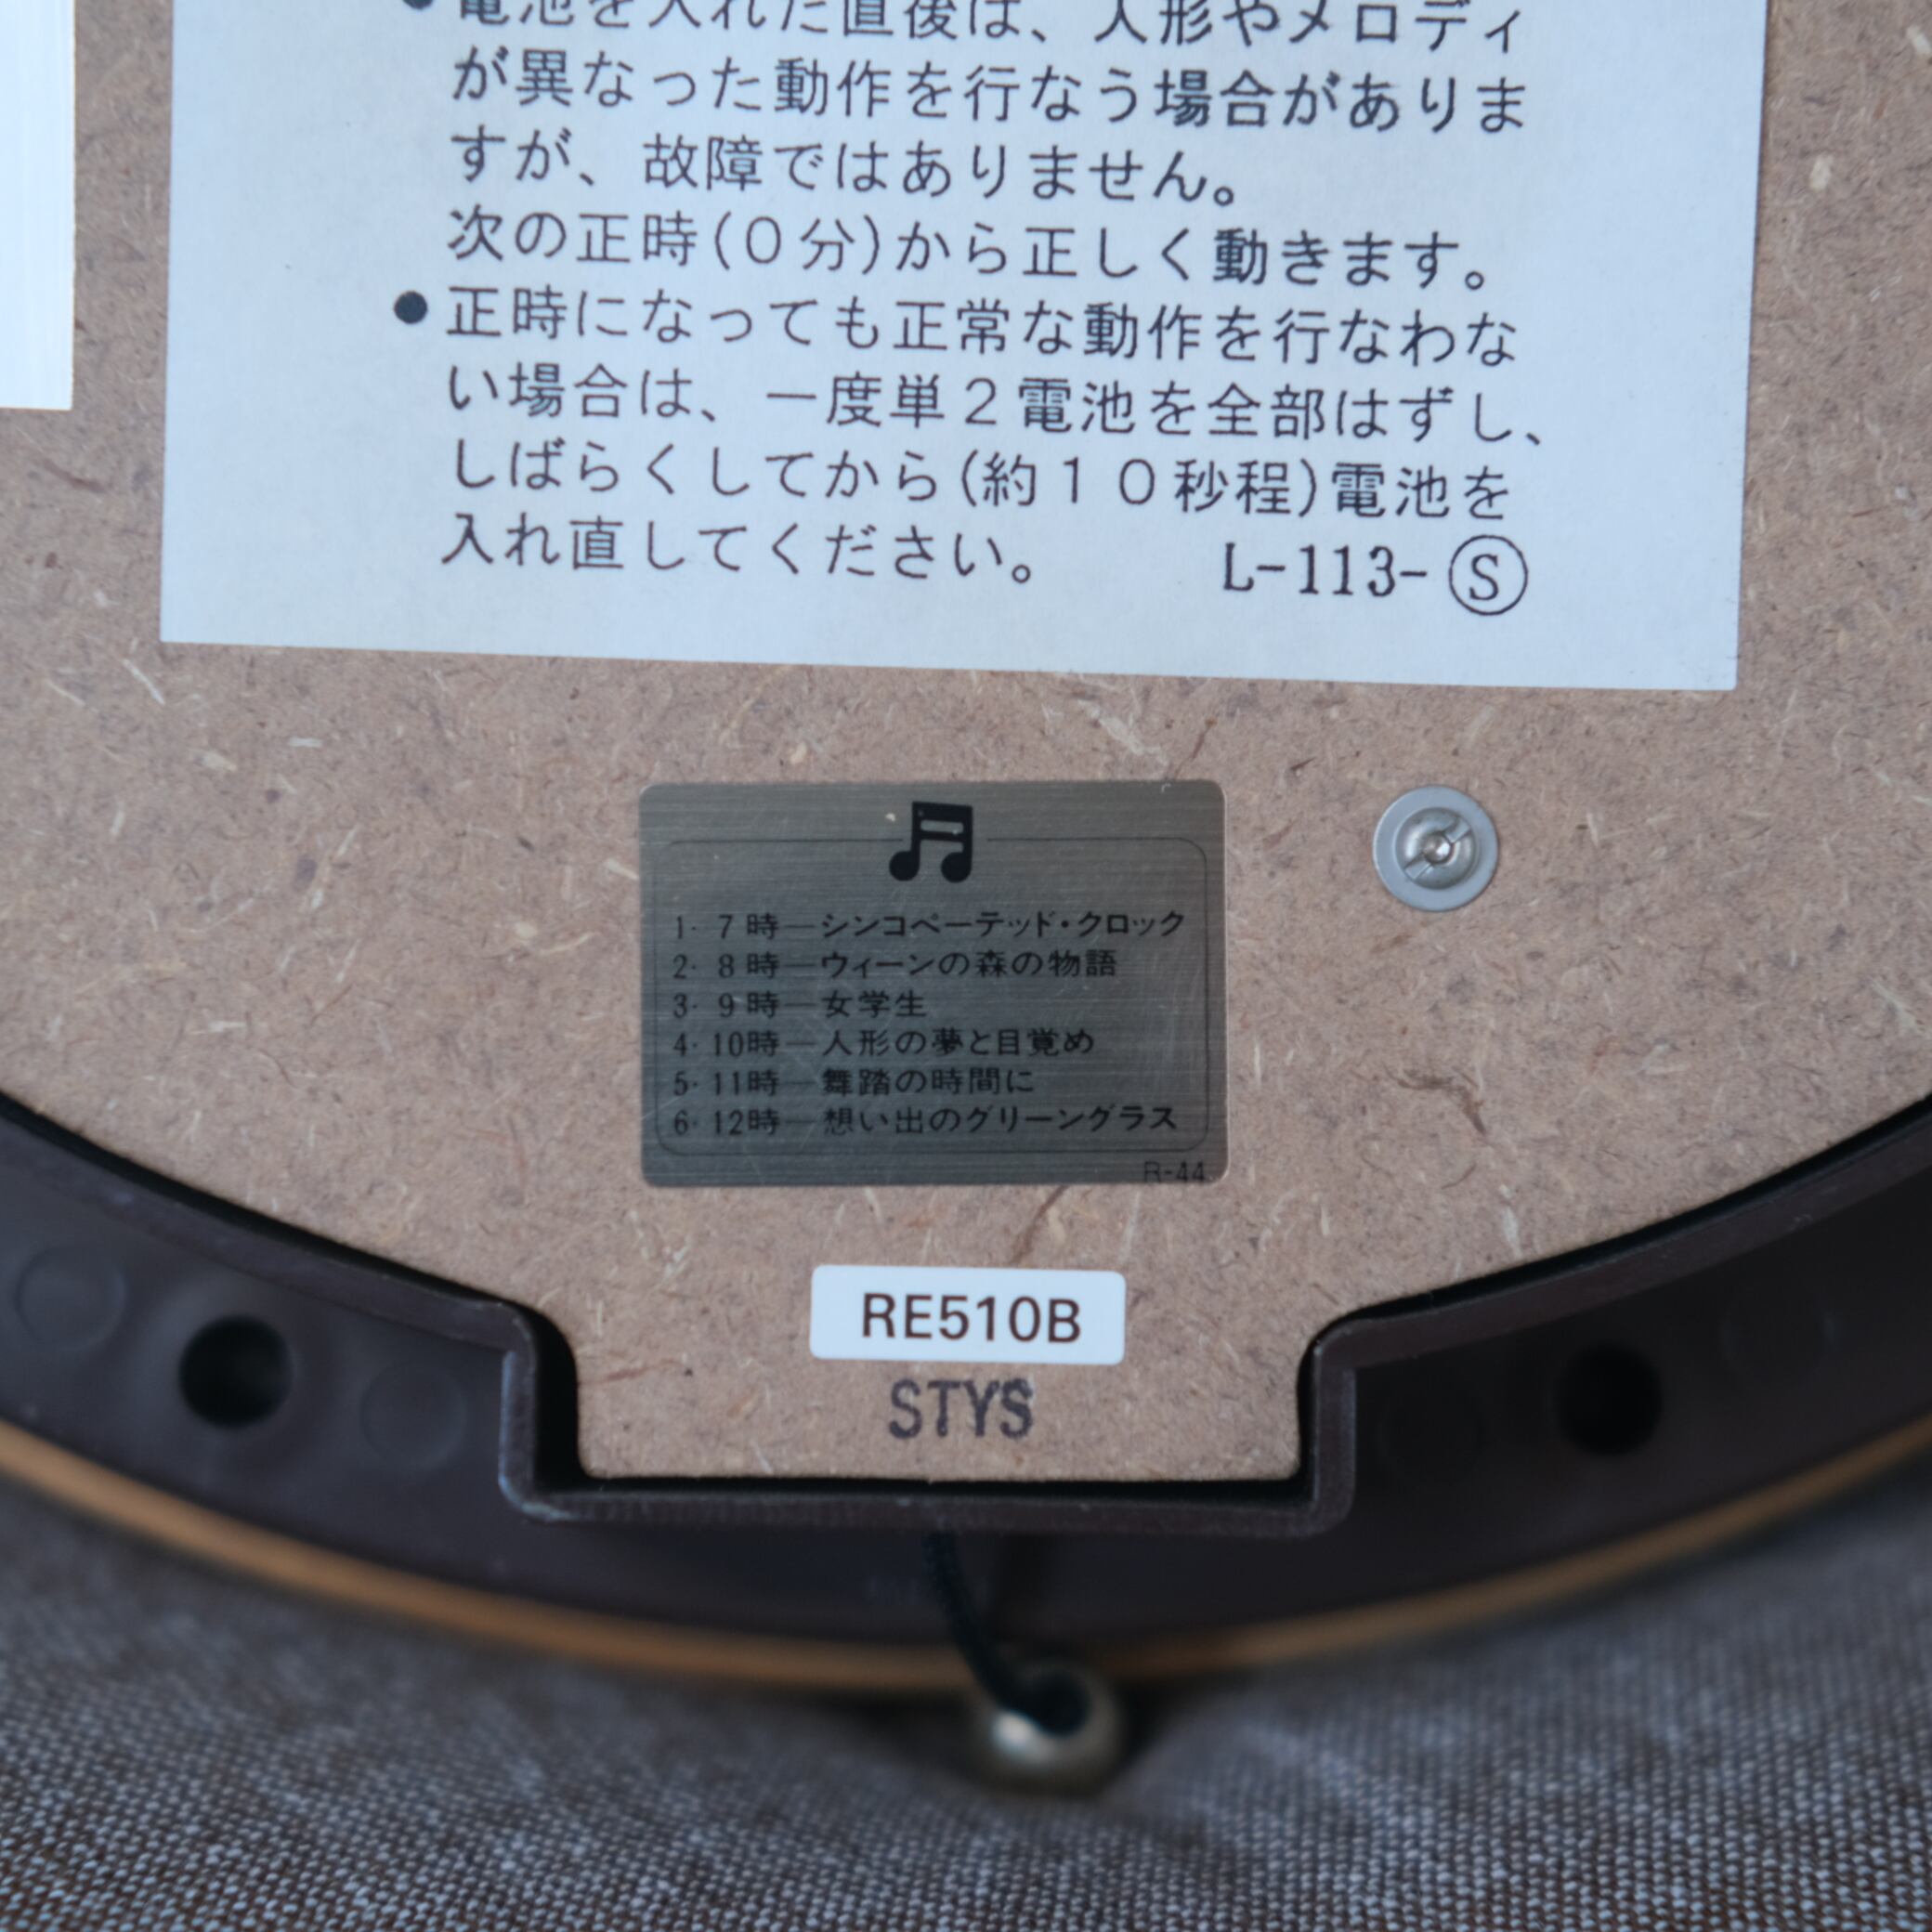 ●電池を入れた直後は、人形やメロディ
が異なった動作を行なう場合がありま
すが、故障ではありません。
次の正時(0分)から正しく動きます。
●正時になっても正常な動作を行なわな
い場合は、一度単2電池を全部はずし、
しばらくしてから(約10秒程)電池を
入れ直してください。 L-113-Ⓢ
1・7時―シンコペーテッド・クロック
2・8時―ウィーンの森の物語
3・9時―女学生
4・10時―人形の夢と目覚め
5・11時―舞踏の時間に
6・12時―想い出のグリーングラス
R-44
RE510B
STYS